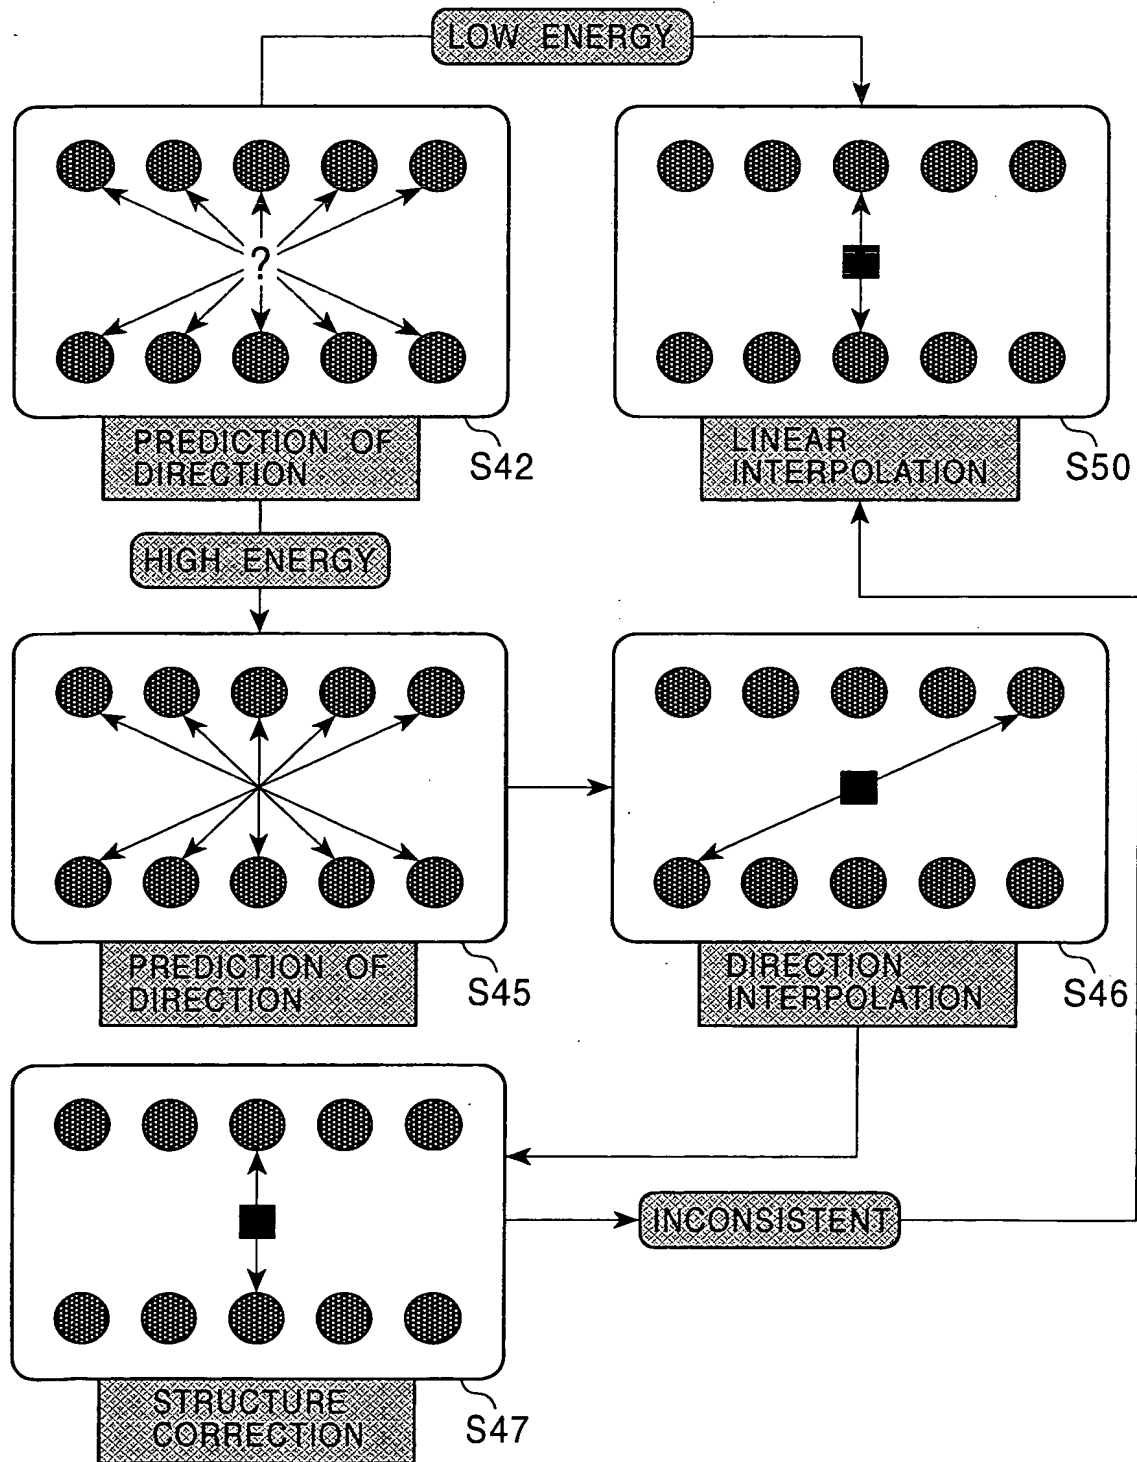 LOW ENERGY
?
PREDICTION OF
DIRECTION
S42
LINEAR
INTERPOLATION
S50
HIGH ENERGY
PREDICTION OF
DIRECTION
S45
DIRECTION
INTERPOLATION
S46
INCONSISTENT
STRUCTURE
CORRECTION
S47